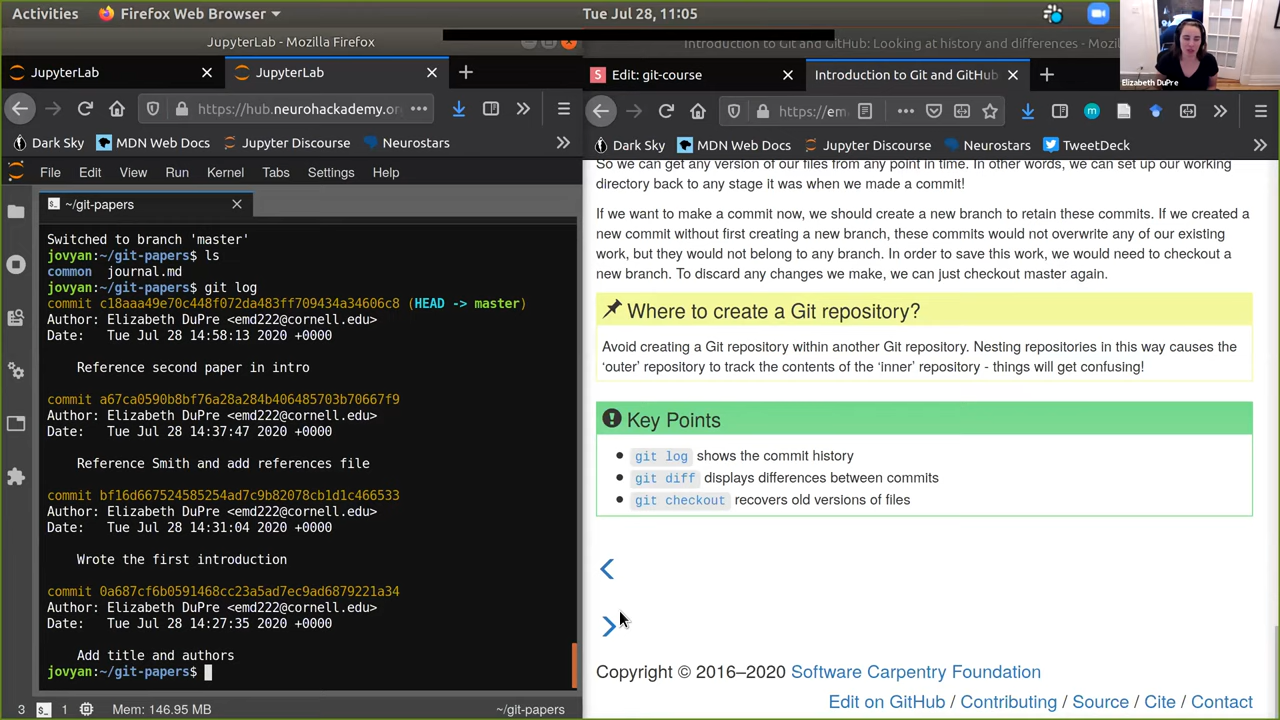 Activities
Firefox Web Browser
Tue Jul 28, 11:05
Elizabeth DuPre
JupyterLab - Mozilla Firefox
JupyterLab
JupyterLab
https://hub.neurohackademy.org
Dark Sky
MDN Web Docs
Jupyter Discourse
Neurostars
File Edit View Run Kernel Tabs Settings Help
~/git-papers
Switched to branch 'master'
jovyan:~/git-papers$ ls
common journal.md
jovyan:~/git-papers$ git log
commit c18aaa49e70c448f072da483ff709434a34606c8 (HEAD -> master)
Author: Elizabeth DuPre <emd222@cornell.edu>
Date: Tue Jul 28 14:58:13 2020 +0000
Reference second paper in intro
commit a67ca0590b8bf76a28a284b406485703b70667f9
Author: Elizabeth DuPre <emd222@cornell.edu>
Date: Tue Jul 28 14:37:47 2020 +0000
Reference Smith and add references file
commit bf16d667524585254ad7c9b82078cb1d1c466533
Author: Elizabeth DuPre <emd222@cornell.edu>
Date: Tue Jul 28 14:31:04 2020 +0000
Wrote the first introduction
commit 0a687cf6b0591468cc23a5ad7ec9ad6879221a34
Author: Elizabeth DuPre <emd222@cornell.edu>
Date: Tue Jul 28 14:27:35 2020 +0000
Add title and authors
jovyan:~/git-papers$
3
1
Mem: 146.95 MB
~/git-papers
Introduction to Git and GitHub: Looking at history and differences - Mozil
Edit: git-course
Introduction to Git and GitHub
https://em
Dark Sky
MDN Web Docs
Jupyter Discourse
Neurostars
TweetDeck
So we can get any version of our files from any point in time. In other words, we can set up our working
directory back to any stage it was when we made a commit!
If we want to make a commit now, we should create a new branch to retain these commits. If we created a
new commit without first creating a new branch, these commits would not overwrite any of our existing
work, but they would not belong to any branch. In order to save this work, we would need to checkout a
new branch. To discard any changes we make, we can just checkout master again.
Where to create a Git repository?
Avoid creating a Git repository within another Git repository. Nesting repositories in this way causes the
‘outer’ repository to track the contents of the ‘inner’ repository - things will get confusing!
Key Points
git log shows the commit history
git diff displays differences between commits
git checkout recovers old versions of files
Copyright © 2016–2020 Software Carpentry Foundation
Edit on GitHub / Contributing / Source / Cite / Contact